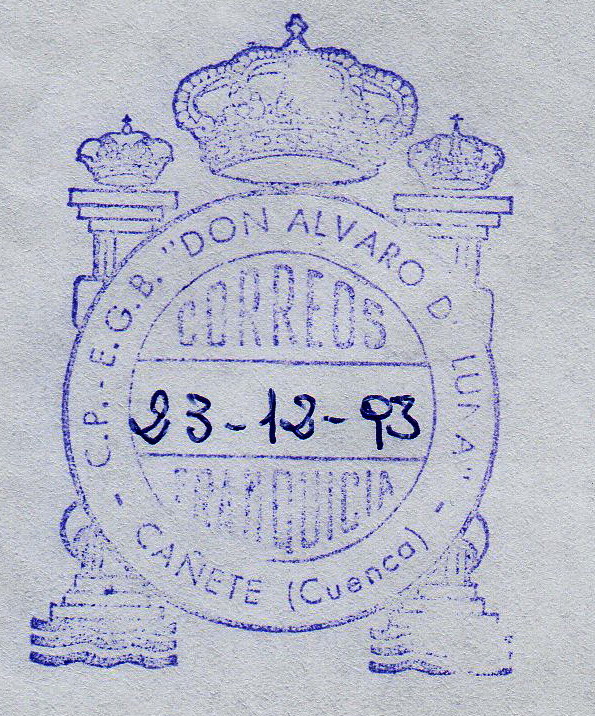 C.P.-E.G.B. "DON ALVARO D. LUNA"
CORREOS
23-12-93
FRANQUICIA
- CAÑETE (Cuenca) -